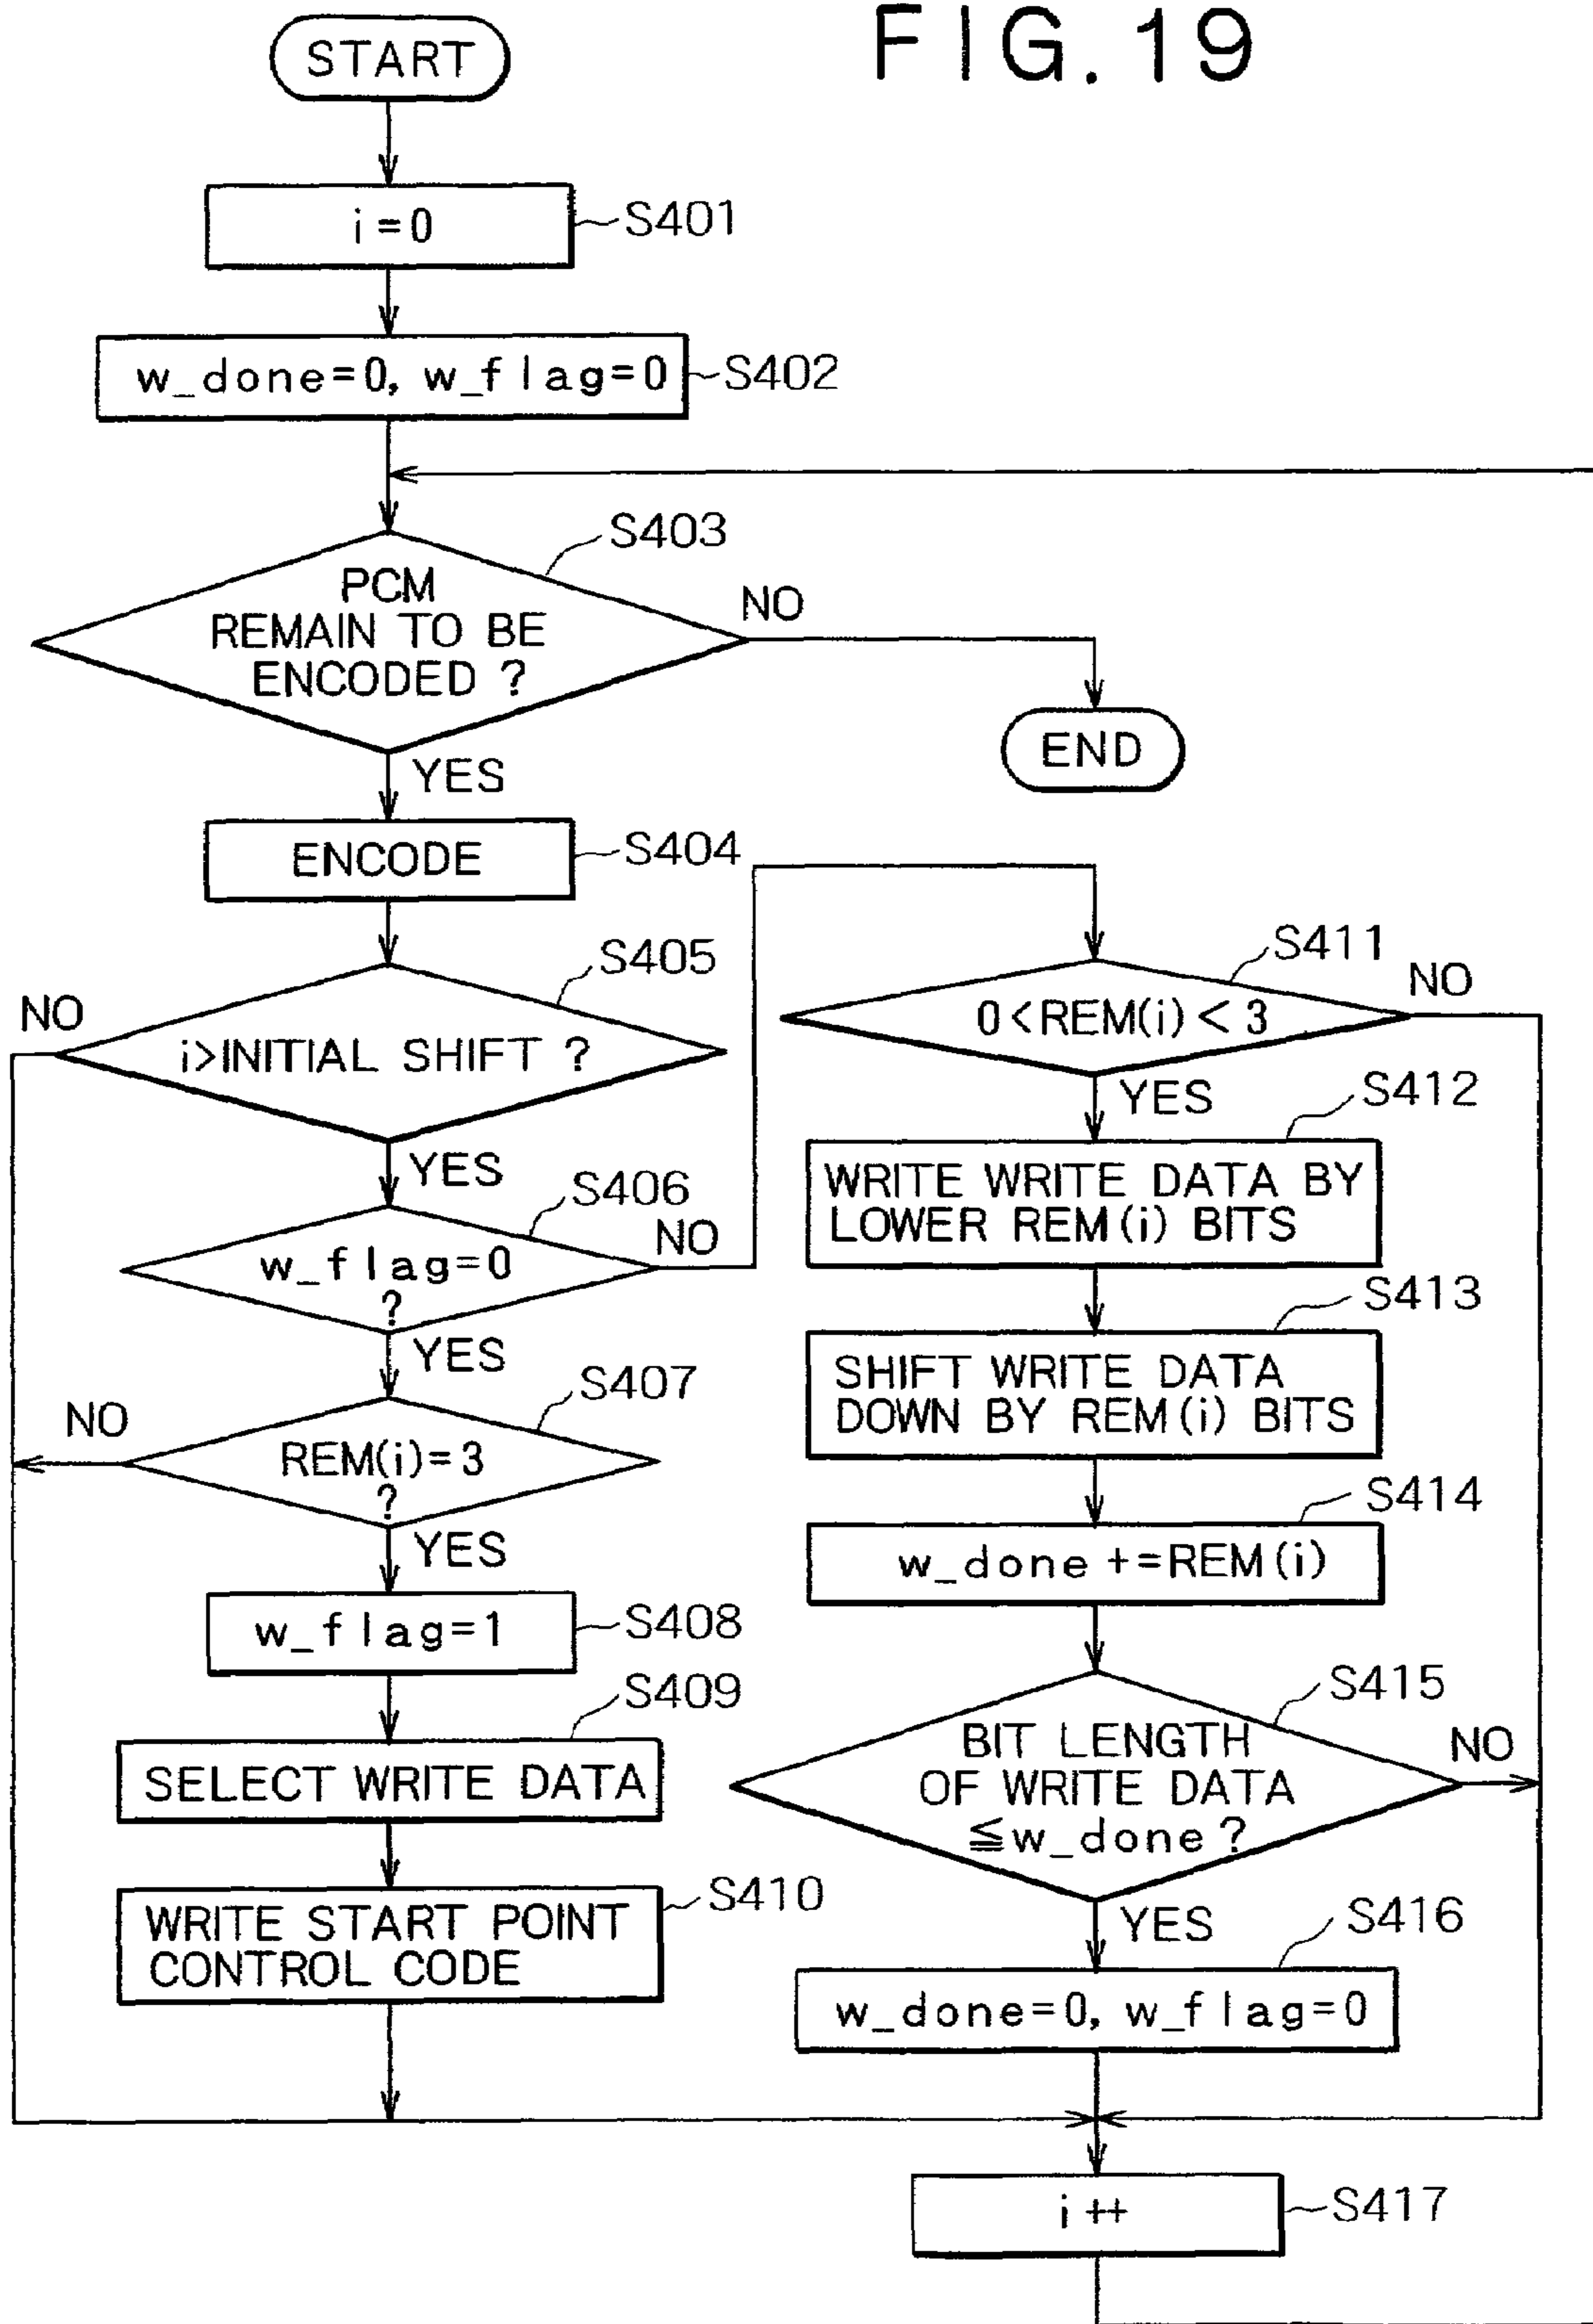 FIG. 19
START
i=0
S401
w_done=0, w_flag=0
S402
S403
PCM
REMAIN TO BE
ENCODED ?
NO
END
YES
ENCODE
S404
S405
NO
i>INITIAL SHIFT ?
YES
S406
w_flag=0
?
NO
YES
S407
NO
REM(i)=3
?
YES
w_flag=1
S408
S409
SELECT WRITE DATA
S410
WRITE START POINT
CONTROL CODE
S411
NO
0<REM(i)<3
YES
S412
WRITE WRITE DATA BY
LOWER REM(i) BITS
S413
SHIFT WRITE DATA
DOWN BY REM(i) BITS
S414
w_done +=REM(i)
S415
BIT LENGTH
OF WRITE DATA
≦w_done ?
NO
YES
S416
w_done=0, w_flag=0
i ++
S417